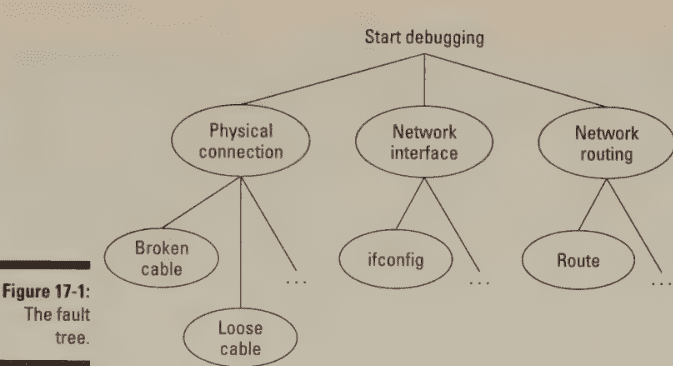 Start debugging
Physical
connection
Network
interface
Network
routing
Broken
cable
...
ifconfig
...
Route
...
Loose
cable
Figure 17-1:
The fault
tree.